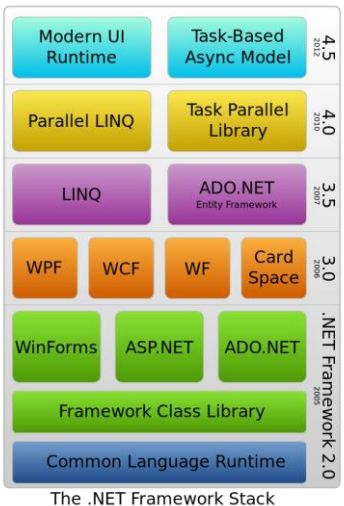 Modern UI
Runtime
Task-Based
Async Model
4.5
2012
Parallel LINQ
Task Parallel
Library
4.0
2010
LINQ
ADO.NET
Entity Framework
3.5
2007
WPF
WCF
WF
Card
Space
3.0
2006
WinForms
ASP.NET
ADO.NET
Framework Class Library
Common Language Runtime
.NET Framework 2.0
2005
The .NET Framework Stack